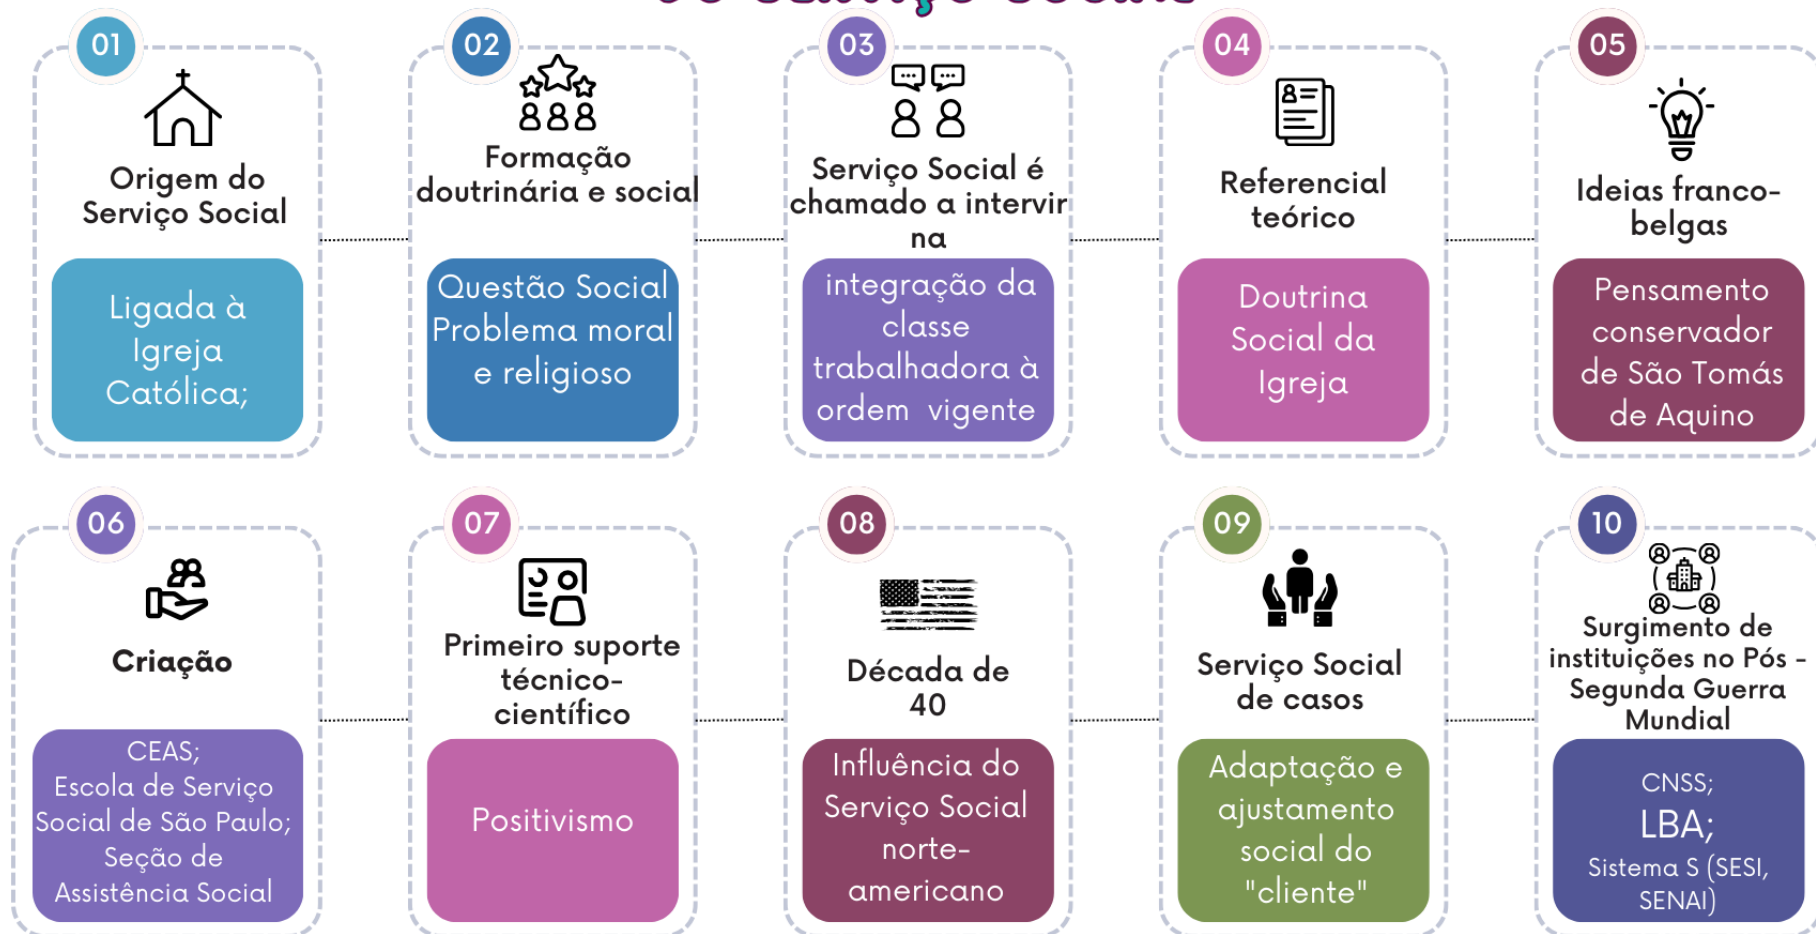 01
Origem do
Serviço Social
Ligada à
Igreja
Católica;
02
Formação
doutrinária e social
Questão Social
Problema moral
e religioso
03
Serviço Social é
chamado a intervir
na
integração da
classe
trabalhadora à
ordem vigente
04
Referencial
teórico
Doutrina
Social da
Igreja
05
Ideias franco-
belgas
Pensamento
conservador
de São Tomás
de Aquino
06
Criação
CEAS;
Escola de Serviço
Social de São Paulo;
Seção de
Assistência Social
07
Primeiro suporte
técnico-
científico
Positivismo
08
Década de
40
Influência do
Serviço Social
norte-
americano
09
Serviço Social
de casos
Adaptação e
ajustamento
social do
"cliente"
10
Surgimento de
instituições no Pós -
Segunda Guerra
Mundial
CNSS;
LBA;
Sistema S (SESI,
SENAI)